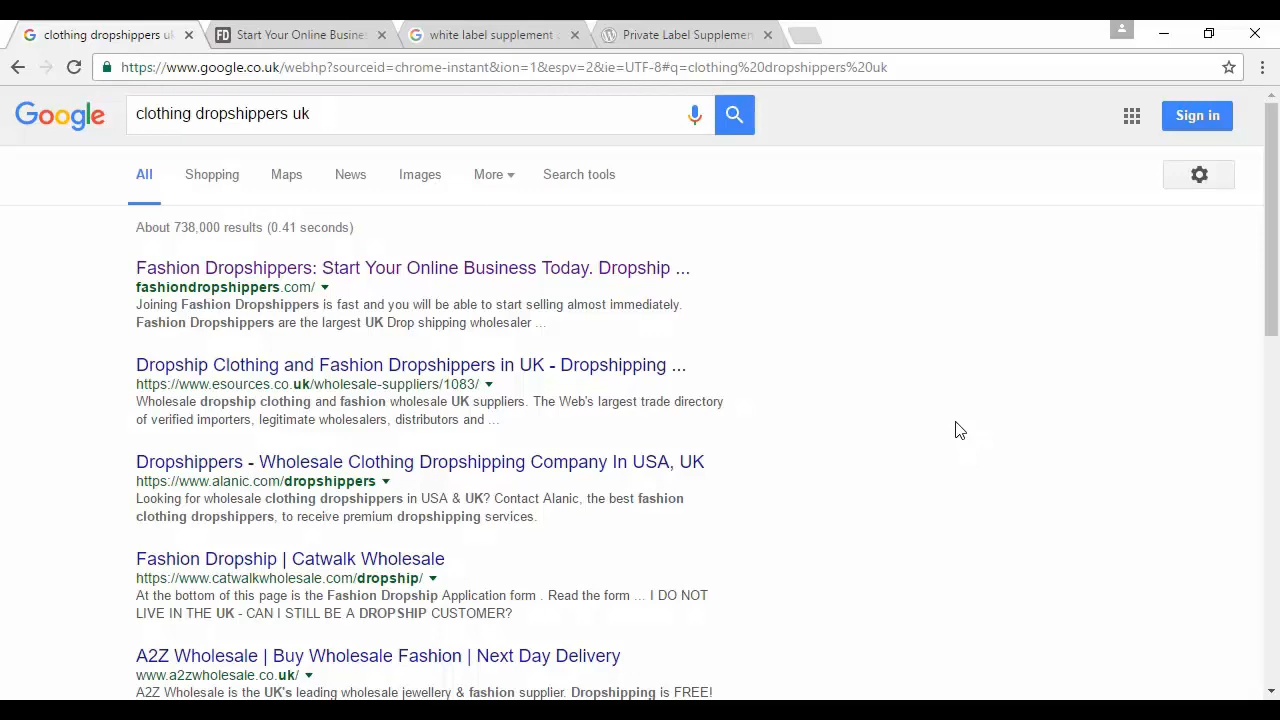 clothing dropshippers uk
Start Your Online Busine
white label supplement
Private Label Supplemen
https://www.google.co.uk/webhp?sourceid=chrome-instant&ion=1&espv=2&ie=UTF-8#q=clothing%20dropshippers%20uk
Google
clothing dropshippers uk
Sign in
All Shopping Maps News Images More Search tools
About 738,000 results (0.41 seconds)
Fashion Dropshippers: Start Your Online Business Today. Dropship ...
fashiondropshippers.com/
Joining Fashion Dropshippers is fast and you will be able to start selling almost immediately.
Fashion Dropshippers are the largest UK Drop shipping wholesaler ...
Dropship Clothing and Fashion Dropshippers in UK - Dropshipping ...
https://www.esources.co.uk/wholesale-suppliers/1083/
Wholesale dropship clothing and fashion wholesale UK suppliers. The Web's largest trade directory
of verified importers, legitimate wholesalers, distributors and ...
Dropshippers - Wholesale Clothing Dropshipping Company In USA, UK
https://www.alanic.com/dropshippers
Looking for wholesale clothing dropshippers in USA & UK? Contact Alanic, the best fashion
clothing dropshippers, to receive premium dropshipping services.
Fashion Dropship | Catwalk Wholesale
https://www.catwalkwholesale.com/dropship/
At the bottom of this page is the Fashion Dropship Application form . Read the form ... I DO NOT
LIVE IN THE UK - CAN I STILL BE A DROPSHIP CUSTOMER?
A2Z Wholesale | Buy Wholesale Fashion | Next Day Delivery
www.a2zwholesale.co.uk/
A2Z Wholesale is the UK's leading wholesale jewellery & fashion supplier. Dropshipping is FREE!